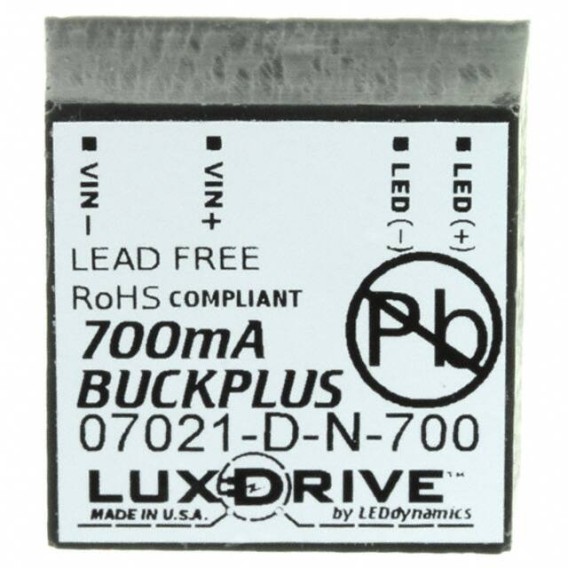 VIN-
VIN+
LED (-)
LED (+)
LEAD FREE
RoHS COMPLIANT
Pb
700mA
BUCKPLUS
07021-D-N-700
LUXDRIVE™
MADE IN U.S.A.
by LEDdynamics